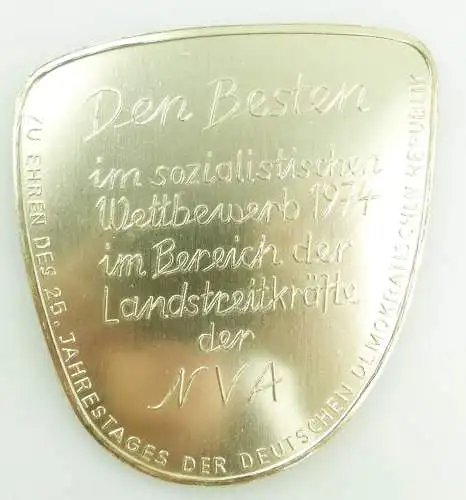 Den Besten
im sozialistischen
Wettbewerb 1974
im Bereich der
Landstreitkräfte
der
NVA
ZU EHREN DES 25. JAHRESTAGES DER DEUTSCHEN DEMOKRATISCHEN REPUBLIK